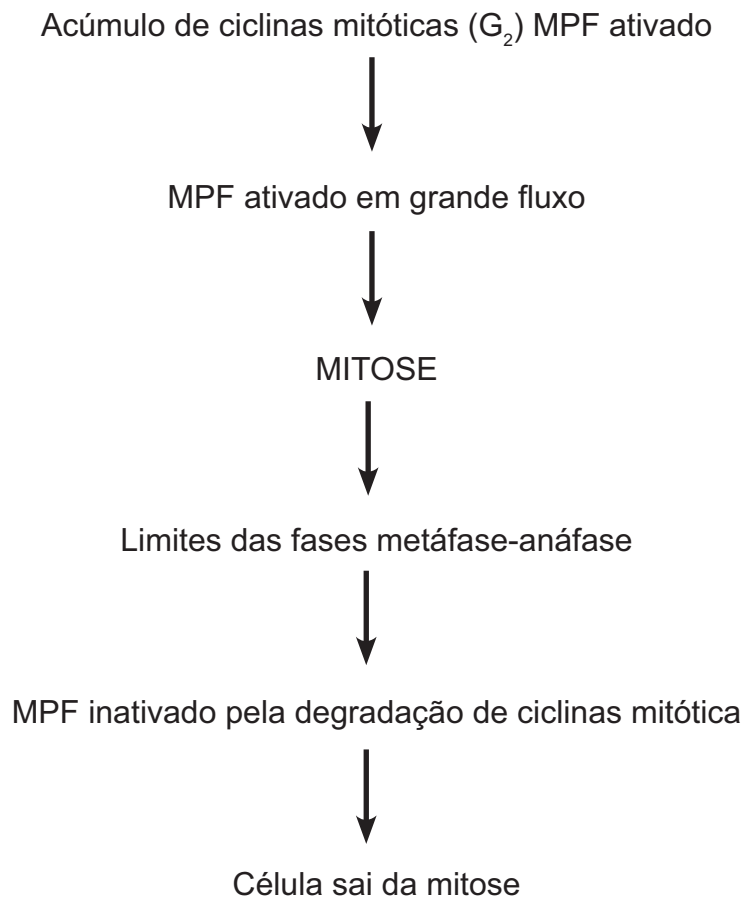 Acúmulo de ciclinas mitóticas (G₂) MPF ativado
MPF ativado em grande fluxo
MITOSE
Limites das fases metáfase-anáfase
MPF inativado pela degradação de ciclinas mitótica
Célula sai da mitose